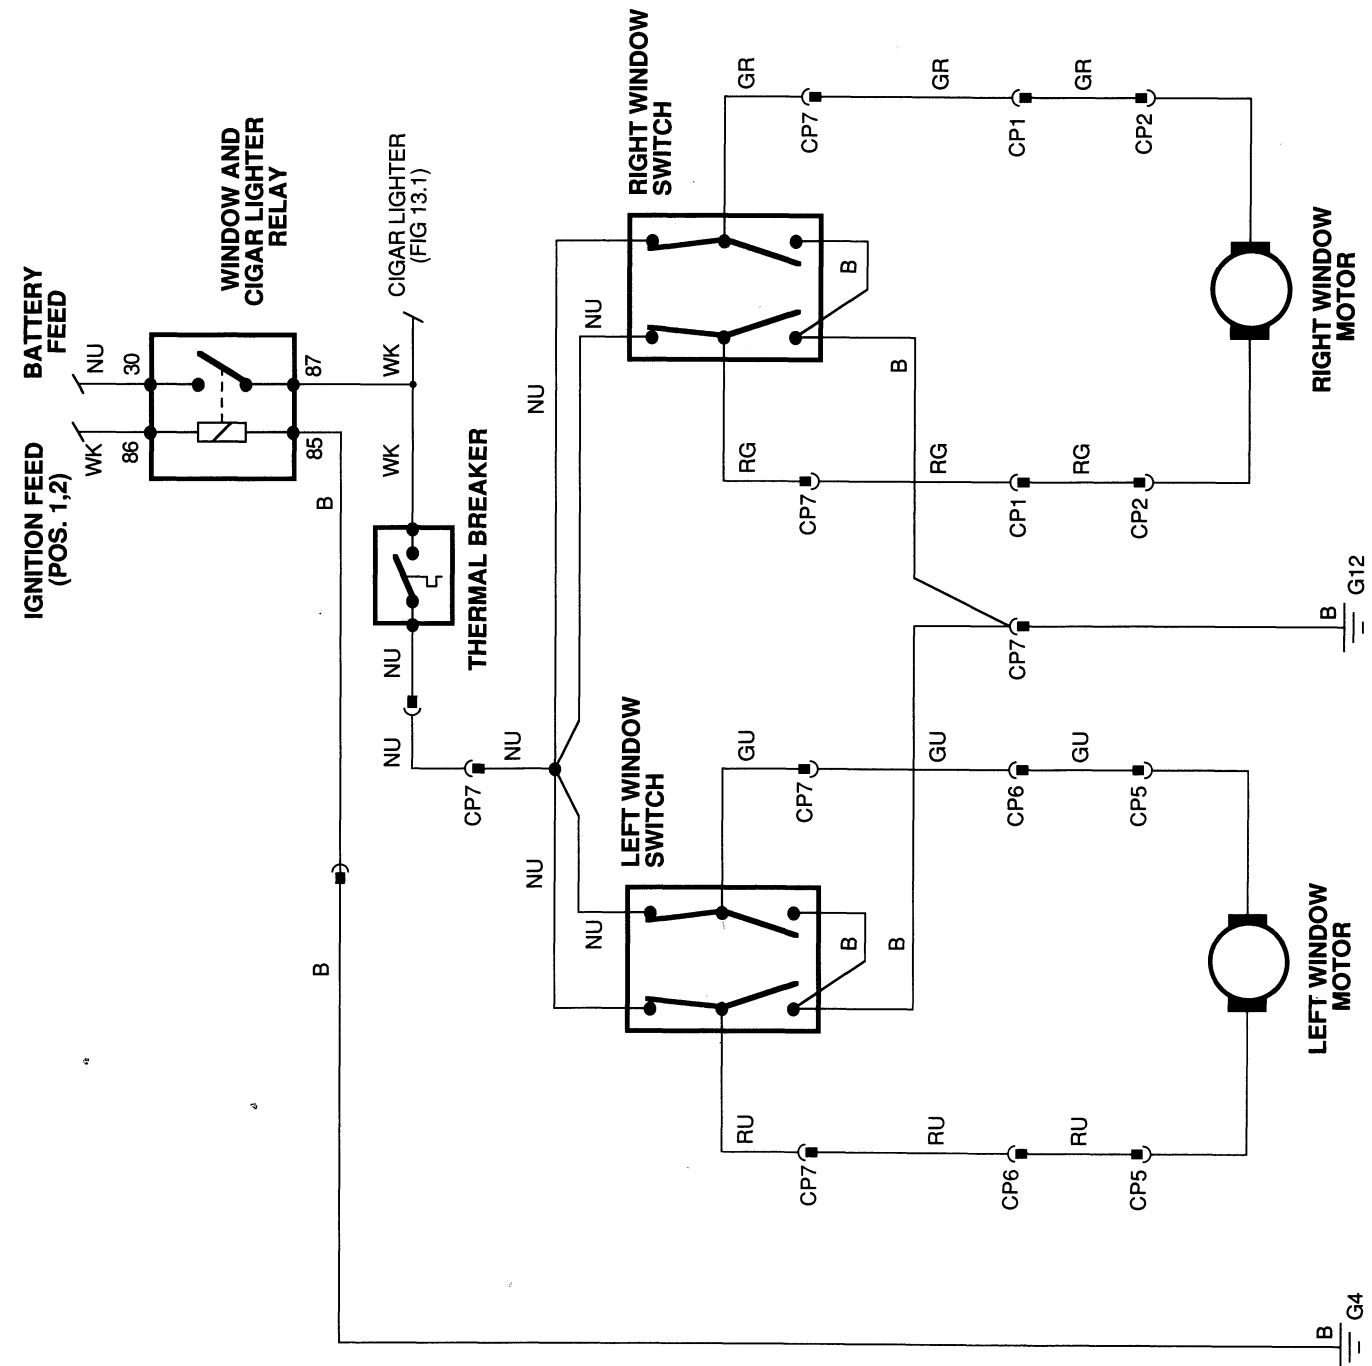 BATTERY
FEED
IGNITION FEED
(POS. 1,2)
NU
WK
30
86
87
85
WINDOW AND
CIGAR LIGHTER
RELAY
CIGAR LIGHTER
(FIG 13.1)
WK
WK
B
THERMAL BREAKER
NU
NU
CP7
NU
B
RIGHT WINDOW
SWITCH
NU
NU
B
B
GR
CP7
GR
CP1
GR
CP2
RG
CP7
RG
CP1
RG
CP2
RIGHT WINDOW
MOTOR
LEFT WINDOW
SWITCH
NU
NU
B
B
CP7
B
G12
GU
CP7
GU
CP6
GU
CP5
RU
CP7
RU
CP6
RU
CP5
LEFT WINDOW
MOTOR
B
G4